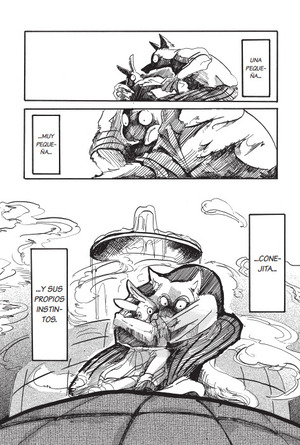 UNA
PEQUE-
ÑA...
...MUY
PEQUE-
ÑA...
...CONE-
JITA...
...Y SUS
PROPIOS
INSTIN-
TOS.